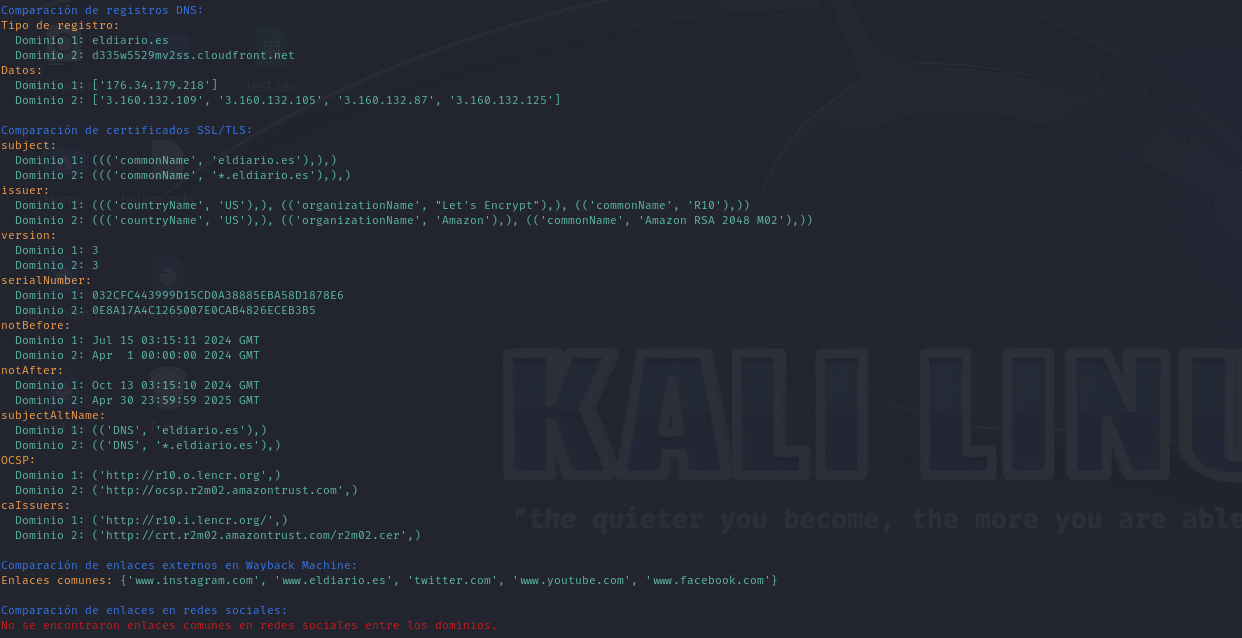 Comparación de registros DNS:
Tipo de registro:
  Dominio 1: eldiario.es
  Dominio 2: d335w5529mv2ss.cloudfront.net
Datos:
  Dominio 1: ['176.34.179.218']
  Dominio 2: ['3.160.132.109', '3.160.132.105', '3.160.132.87', '3.160.132.125']

Comparación de certificados SSL/TLS:
subject:
  Dominio 1: ((('commonName', 'eldiario.es'),),)
  Dominio 2: ((('commonName', '*.eldiario.es'),),)
issuer:
  Dominio 1: ((('countryName', 'US'),), (('organizationName', "Let's Encrypt"),), (('commonName', 'R10'),))
  Dominio 2: ((('countryName', 'US'),), (('organizationName', 'Amazon'),), (('commonName', 'Amazon RSA 2048 M02'),))
version:
  Dominio 1: 3
  Dominio 2: 3
serialNumber:
  Dominio 1: 032CFC443999D15CD0A38885EBA58D1878E6
  Dominio 2: 0E8A17A4C1265007E0CAB4826ECEB3B5
notBefore:
  Dominio 1: Jul 15 03:15:11 2024 GMT
  Dominio 2: Apr  1 00:00:00 2024 GMT
notAfter:
  Dominio 1: Oct 13 03:15:10 2024 GMT
  Dominio 2: Apr 30 23:59:59 2025 GMT
subjectAltName:
  Dominio 1: (('DNS', 'eldiario.es'),)
  Dominio 2: (('DNS', '*.eldiario.es'),)
OCSP:
  Dominio 1: ('http://r10.o.lencr.org',)
  Dominio 2: ('http://ocsp.r2m02.amazontrust.com',)
caIssuers:
  Dominio 1: ('http://r10.i.lencr.org/',)
  Dominio 2: ('http://crt.r2m02.amazontrust.com/r2m02.cer',)

Comparación de enlaces externos en Wayback Machine:
Enlaces comunes: {'www.instagram.com', 'www.eldiario.es', 'twitter.com', 'www.youtube.com', 'www.facebook.com'}

Comparación de enlaces en redes sociales:
No se encontraron enlaces comunes en redes sociales entre los dominios.
test.csv
KALI LINU
"the quieter you become, the more you are able